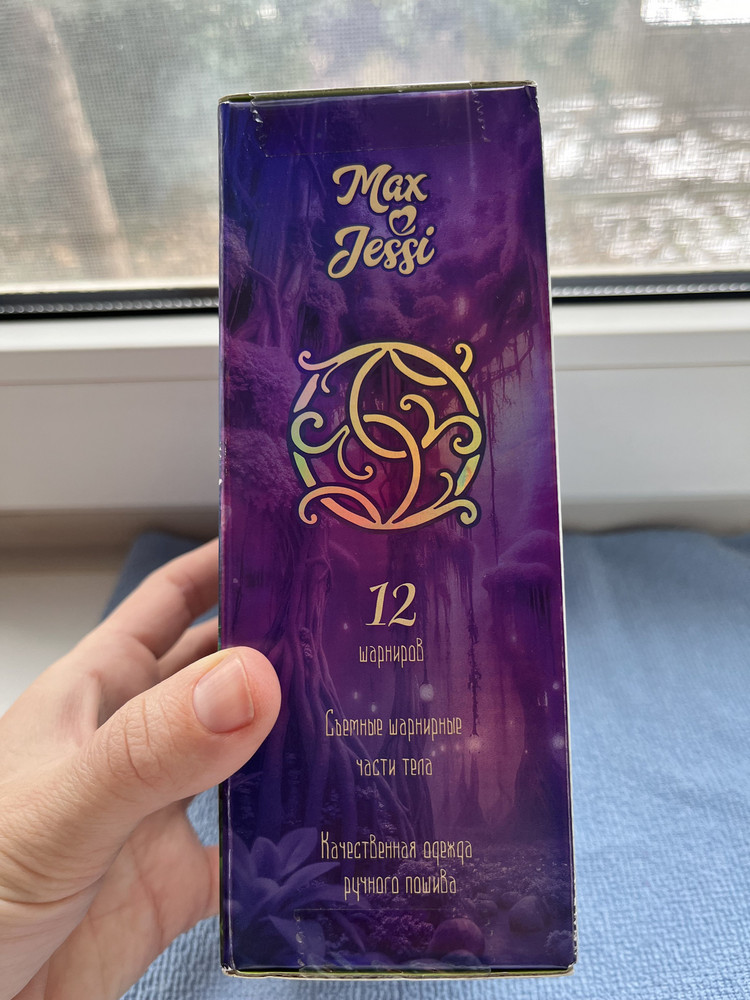 Max
Jessi
12
шарниров
Съемные шарнирные
части тела
Качественная одежда
ручного пошива